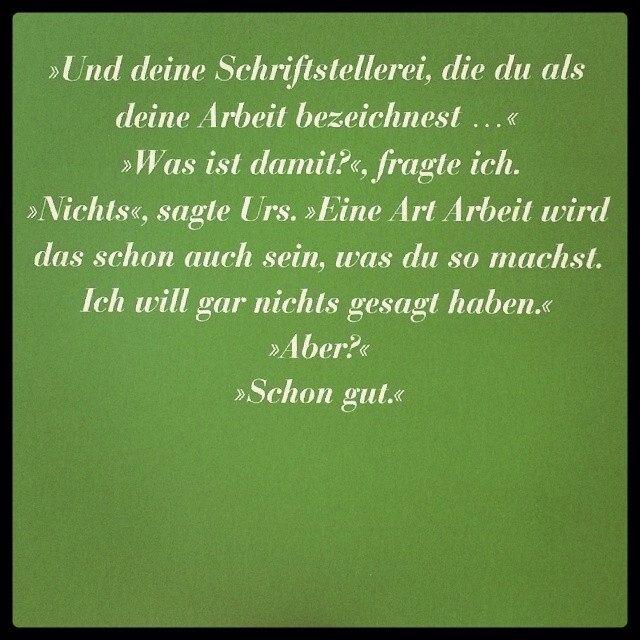 »Und deine Schriftstellerei, die du als
deine Arbeit bezeichnest …«
»Was ist damit?«, fragte ich.
»Nichts«, sagte Urs. »Eine Art Arbeit wird
das schon auch sein, was du so machst.
Ich will gar nichts gesagt haben.«
»Aber?«
»Schon gut.«